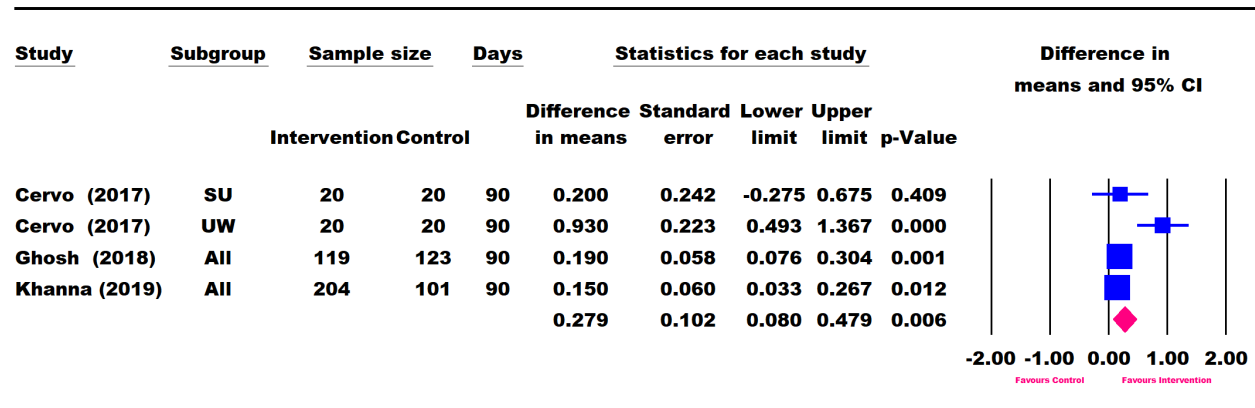 Study Subgroup Sample size Days Statistics for each study Difference in
means and 95% CI
Difference Standard Lower Upper
Intervention Control in means error limit limit p-Value
Cervo (2017) SU 20 20 90 0.200 0.242 -0.275 0.675 0.409
Cervo (2017) UW 20 20 90 0.930 0.223 0.493 1.367 0.000
Ghosh (2018) All 119 123 90 0.190 0.058 0.076 0.304 0.001
Khanna (2019) All 204 101 90 0.150 0.060 0.033 0.267 0.012
0.279 0.102 0.080 0.479 0.006
-2.00 -1.00 0.00 1.00 2.00
Favours Control Favours Intervention